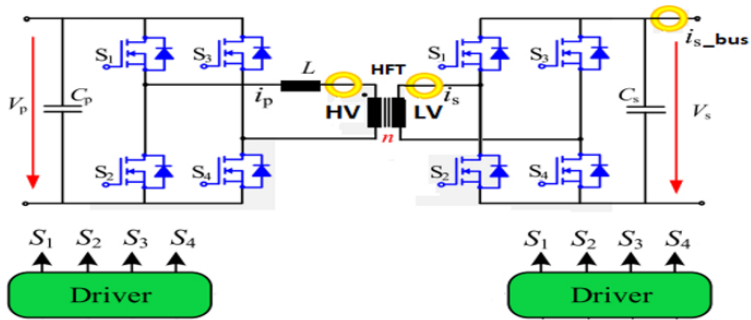 S1 S3 L HFT S1 S3 is_bus
Vp Cp ip HV LV is Cs Vs
n
S2 S4 S2 S4
S1 S2 S3 S4 S1 S2 S3 S4
Driver Driver